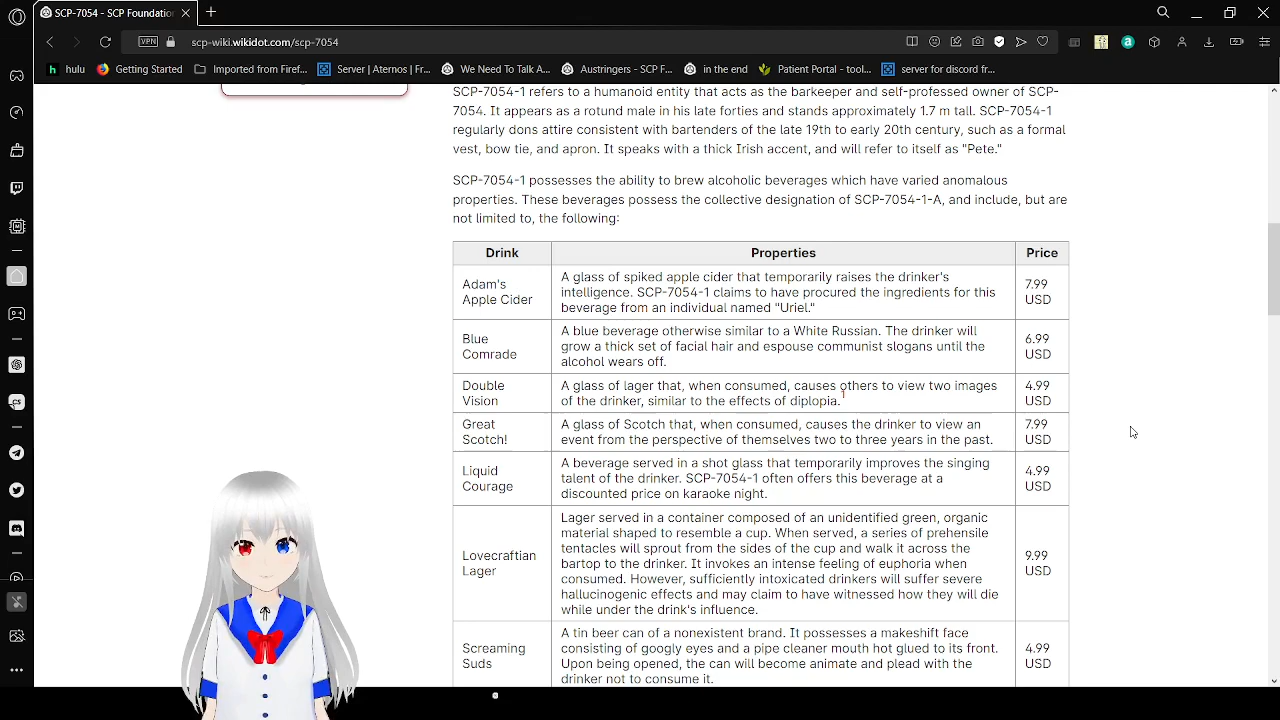 SCP-7054 - SCP Foundatio
scp-wiki.wikidot.com/scp-7054
VPN
hulu
Getting Started
Imported from Firef...
Server | Aternos | Fr...
We Need To Talk A...
Austringers - SCP F...
in the end
Patient Portal - tool...
server for discord fr...
SCP-7054-1 refers to a humanoid entity that acts as the barkeeper and self-professed owner of SCP-
7054. It appears as a rotund male in his late forties and stands approximately 1.7 m tall. SCP-7054-1
regularly dons attire consistent with bartenders of the late 19th to early 20th century, such as a formal
vest, bow tie, and apron. It speaks with a thick Irish accent, and will refer to itself as "Pete."
SCP-7054-1 possesses the ability to brew alcoholic beverages which have varied anomalous
properties. These beverages possess the collective designation of SCP-7054-1-A, and include, but are
not limited to, the following:
Drink Properties Price
Adam's
Apple Cider
A glass of spiked apple cider that temporarily raises the drinker's
intelligence. SCP-7054-1 claims to have procured the ingredients for this
beverage from an individual named "Uriel."
7.99
USD
Blue
Comrade
A blue beverage otherwise similar to a White Russian. The drinker will
grow a thick set of facial hair and espouse communist slogans until the
alcohol wears off.
6.99
USD
Double
Vision
A glass of lager that, when consumed, causes others to view two images
of the drinker, similar to the effects of diplopia.1
4.99
USD
Great
Scotch!
A glass of Scotch that, when consumed, causes the drinker to view an
event from the perspective of themselves two to three years in the past.
7.99
USD
Liquid
Courage
A beverage served in a shot glass that temporarily improves the singing
talent of the drinker. SCP-7054-1 often offers this beverage at a
discounted price on karaoke night.
4.99
USD
Lovecraftian
Lager
Lager served in a container composed of an unidentified green, organic
material shaped to resemble a cup. When served, a series of prehensile
tentacles will sprout from the sides of the cup and walk it across the
bartop to the drinker. It invokes an intense feeling of euphoria when
consumed. However, sufficiently intoxicated drinkers will suffer severe
hallucinogenic effects and may claim to have witnessed how they will die
while under the drink's influence.
9.99
USD
Screaming
Suds
A tin beer can of a nonexistent brand. It possesses a makeshift face
consisting of googly eyes and a pipe cleaner mouth hot glued to its front.
Upon being opened, the can will become animate and plead with the
drinker not to consume it.
4.99
USD